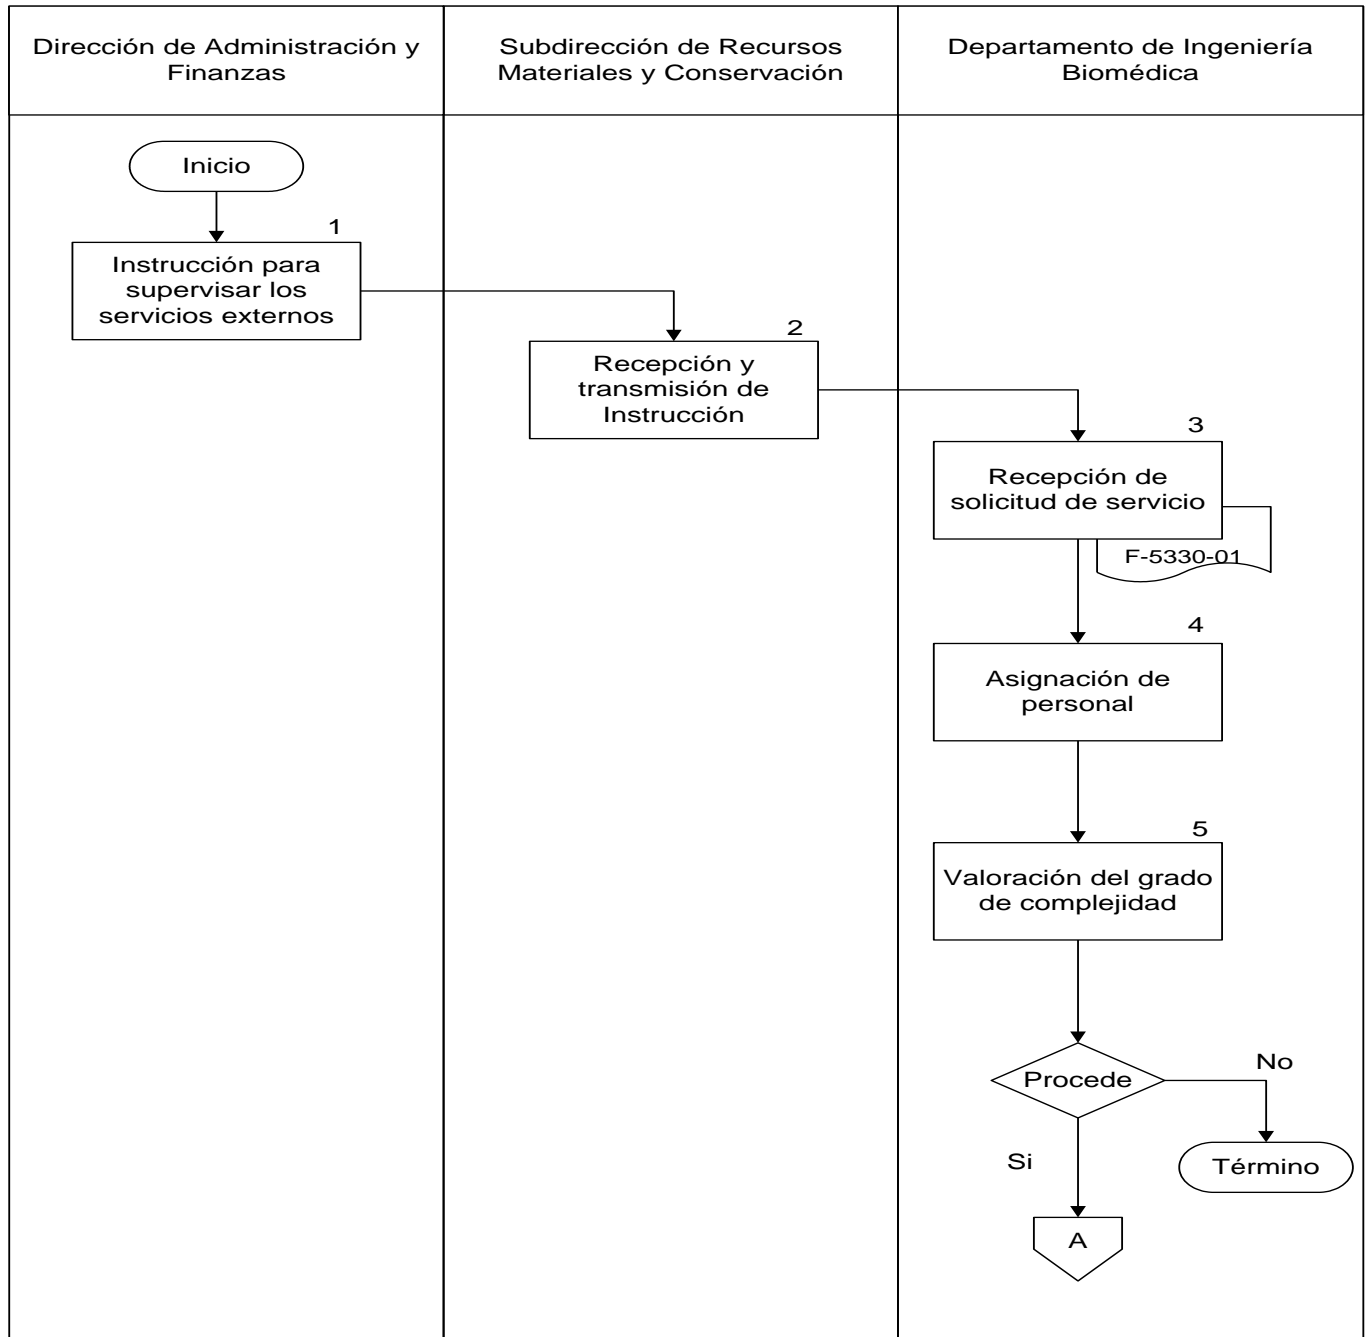 Dirección de Administración y
Finanzas
Subdirección de Recursos
Materiales y Conservación
Departamento de Ingeniería
Biomédica
Inicio
1
Instrucción para
supervisar los
servicios externos
2
Recepción y
transmisión de
Instrucción
3
Recepción de
solicitud de servicio
F-5330-01
4
Asignación de
personal
5
Valoración del grado
de complejidad
Procede
No
Si
Término
A